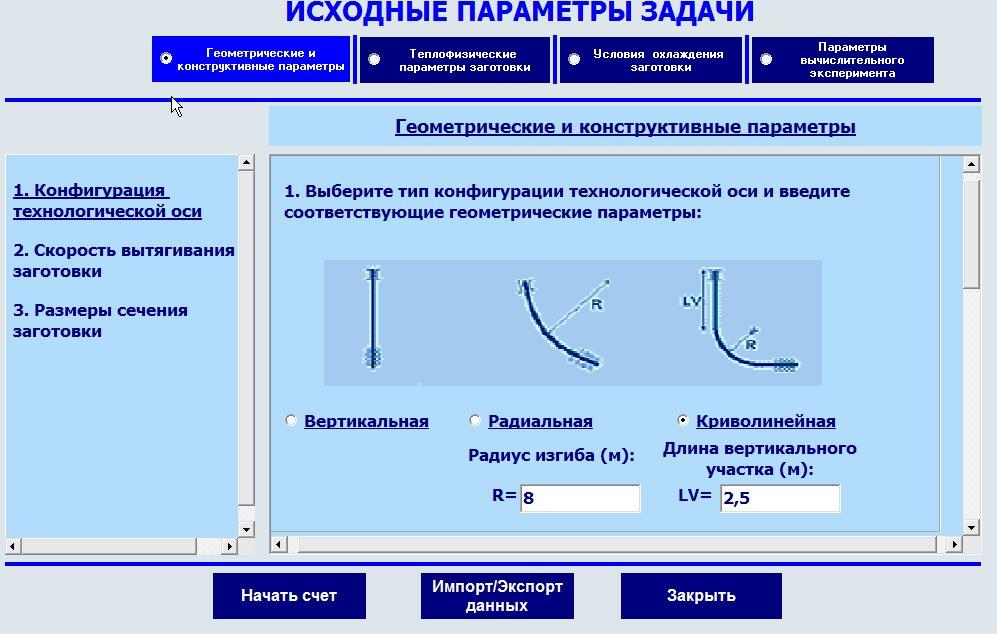 ИСХОДНЫЕ ПАРАМЕТРЫ ЗАДАЧИ
Геометрические и
конструктивные параметры
Теплофизические
параметры заготовки
Условия охлаждения
заготовки
Параметры
вычислительного
эксперимента
Геометрические и конструктивные параметры
1. Конфигурация
технологической оси
2. Скорость вытягивания
заготовки
3. Размеры сечения
заготовки
1. Выберите тип конфигурации технологической оси и введите
соответствующие геометрические параметры:
R
LV
R
Вертикальная
Радиальная
Криволинейная
Радиус изгиба (м):
Длина вертикального
участка (м):
R= 8
LV= 2,5
Начать счет
Импорт/Экспорт
данных
Закрыть